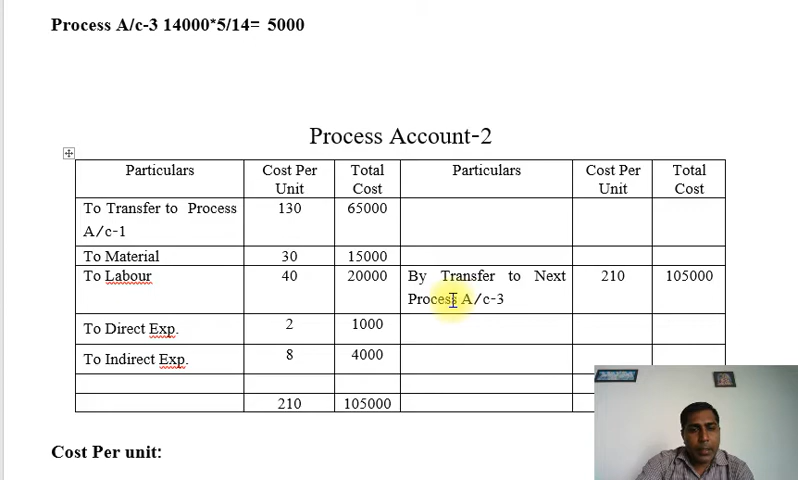 Process A/c-3 14000*5/14= 5000
Process Account-2
Particulars Cost Per Unit Total Cost Particulars Cost Per Unit Total Cost
To Transfer to Process A/c-1 130 65000
To Material 30 15000
To Labour 40 20000 By Transfer to Next Process A/c-3 210 105000
To Direct Exp. 2 1000
To Indirect Exp. 8 4000
210 105000
Cost Per unit: